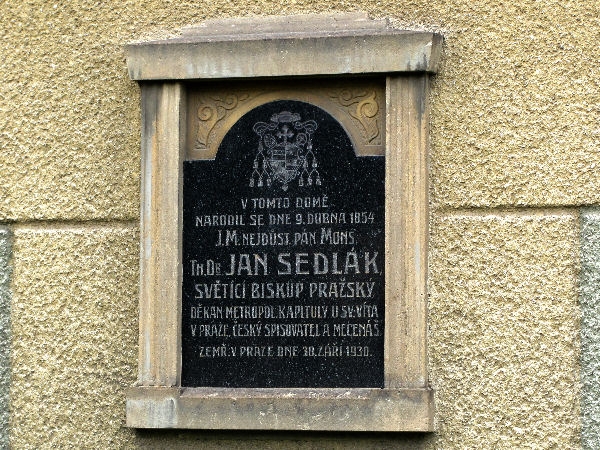 V TOMTO DOMĚ
NARODIL SE DNE 9. DUBNA 1854
J. M. NEJDŮST. PÁN MONS.
TH. DR JAN SEDLÁK
SVĚTÍCÍ BISKUP PRAŽSKÝ
DĚKAN METROPOL. KAPITULY U SV. VÍTA
V PRAZE, ČESKÝ SPISOVATEL A MECENÁŠ.
ZEMŘ. V PRAZE DNE 30. ZÁŘÍ 1930.